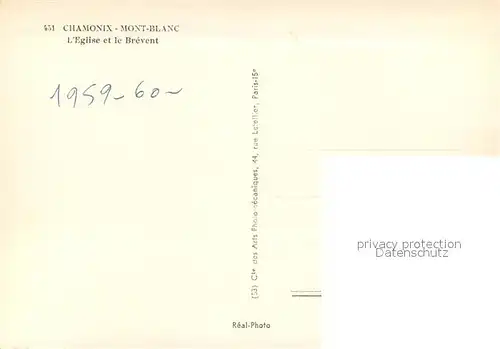 451 CHAMONIX - MONT-BLANC
L'Eglise et le Brévent
1959-60-
(53) Cie des Arts Photo-Mécaniques, 44, rue Letellier, Paris-15e
Réal-Photo
privacy protection
Datenschutz